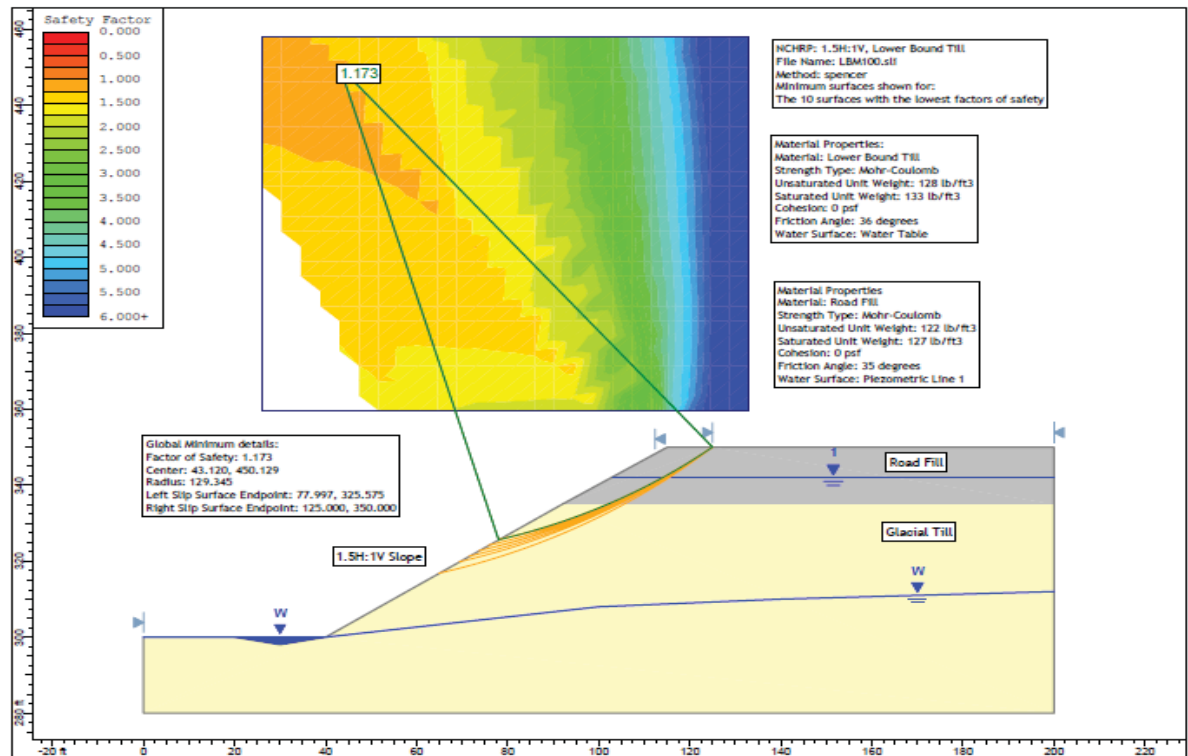 Safety Factor
0.000
0.500
1.000
1.500
2.000
2.500
3.000
3.500
4.000
4.500
5.000
5.500
6.000+
460
440
420
400
380
360
340
320
300
280 ft
1.173
NCHRP: 1.5H:1V, Lower Bound Till
File Name: LBM100.sli
Method: spencer
Minimum surfaces shown for:
The 10 surfaces with the lowest factors of safety
Material Properties:
Material: Lower Bound Till
Strength Type: Mohr-Coulomb
Unsaturated Unit Weight: 128 lb/ft3
Saturated Unit Weight: 133 lb/ft3
Cohesion: 0 psf
Friction Angle: 36 degrees
Water Surface: Water Table
Material Properties
Material: Road Fill
Strength Type: Mohr-Coulomb
Unsaturated Unit Weight: 122 lb/ft3
Saturated Unit Weight: 127 lb/ft3
Cohesion: 0 psf
Friction Angle: 35 degrees
Water Surface: Piezometric Line 1
Global Minimum details:
Factor of Safety: 1.173
Center: 43.120, 450.129
Radius: 129.345
Left Slip Surface Endpoint: 77.997, 325.575
Right Slip Surface Endpoint: 125.000, 350.000
1
Road Fill
Glacial Till
1.5H:1V Slope
W
W
-20 ft
0
20
40
60
80
100
120
140
160
180
200
220